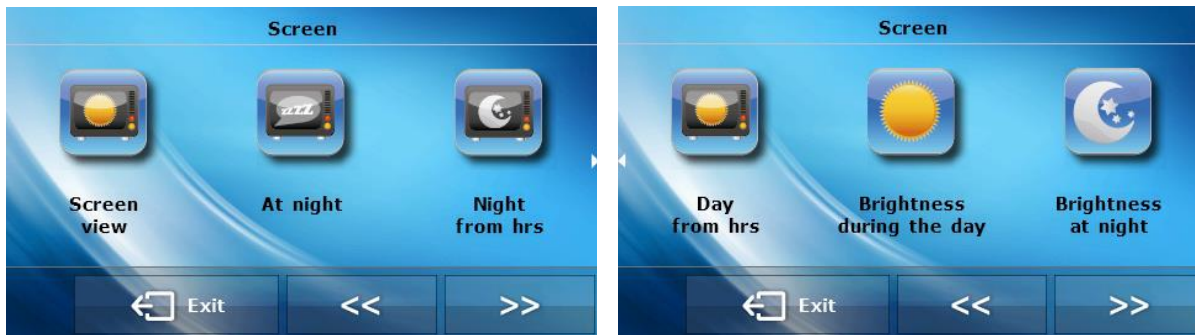 Screen
Screen
view
At night
Night
from hrs
Exit
<<
>>
Screen
Day
from hrs
Brightness
during the day
Brightness
at night
Exit
<<
>>